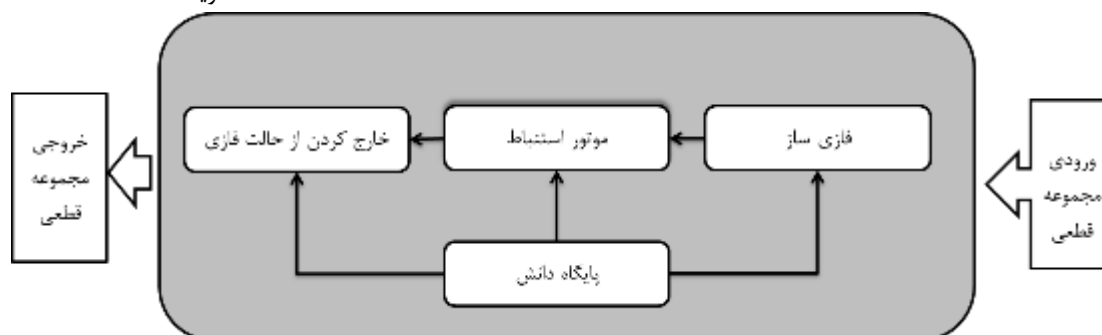 ورودی
مجموعه
قطعی
فازی ساز
موتور استنباط
خارج کردن از حالت فازی
پایگاه دانش
خروجی
مجموعه
قطعی